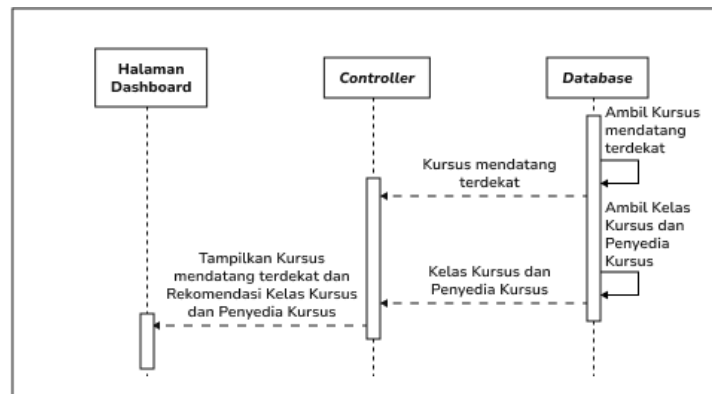 Halaman
Dashboard
Controller
Database
Ambil Kursus
mendatang
terdekat
Kursus mendatang
terdekat
Ambil Kelas
Kursus dan
Penyedia
Kursus
Kelas Kursus dan
Penyedia Kursus
Tampilkan Kursus
mendatang terdekat dan
Rekomendasi Kelas Kursus
dan Penyedia Kursus